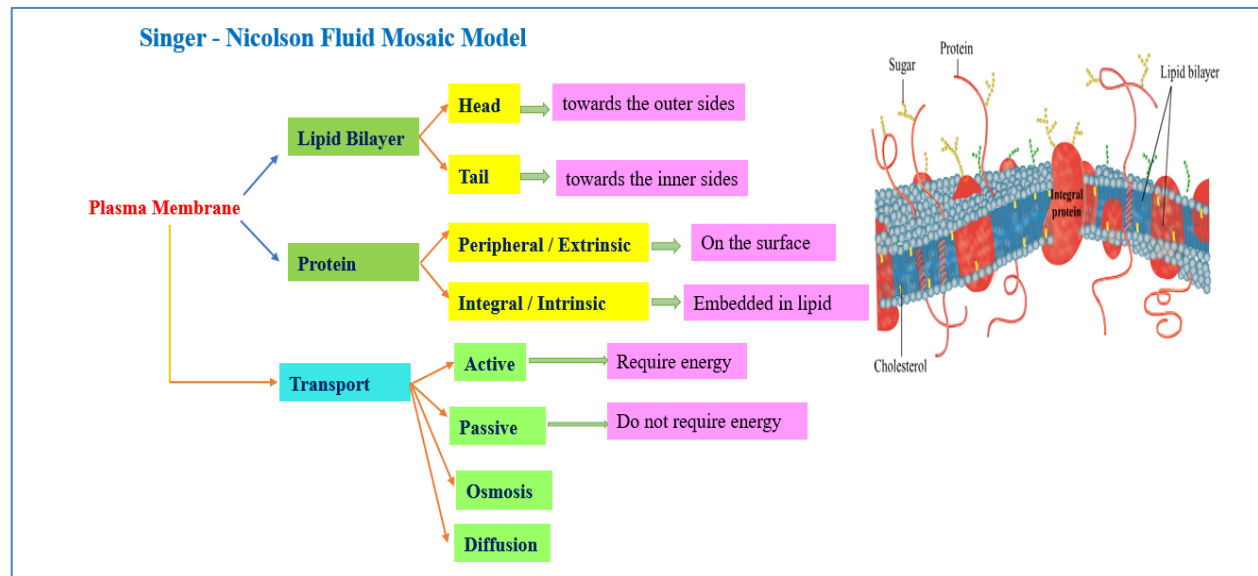 Singer - Nicolson Fluid Mosaic Model
Plasma Membrane
Lipid Bilayer
Head
towards the outer sides
Tail
towards the inner sides
Protein
Peripheral / Extrinsic
On the surface
Integral / Intrinsic
Embedded in lipid
Transport
Active
Require energy
Passive
Do not require energy
Osmosis
Diffusion
Sugar
Protein
Lipid bilayer
Integral
protein
Cholesterol